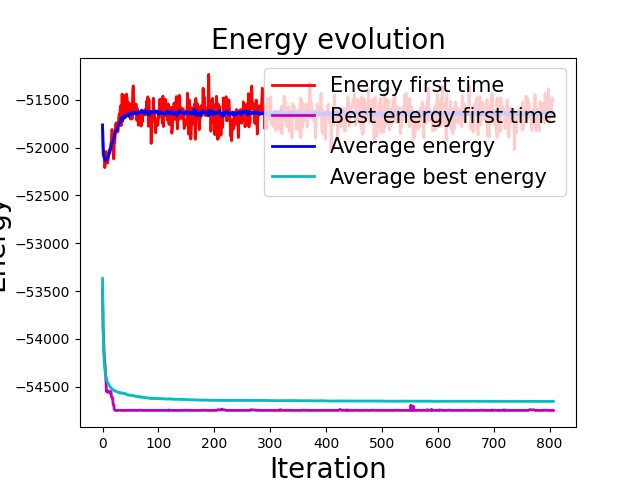 Energy evolution
Energy first time
Best energy first time
Average energy
Average best energy
Energy
−51500
−52000
−52500
−53000
−53500
−54000
−54500
0 100 200 300 400 500 600 700 800
Iteration